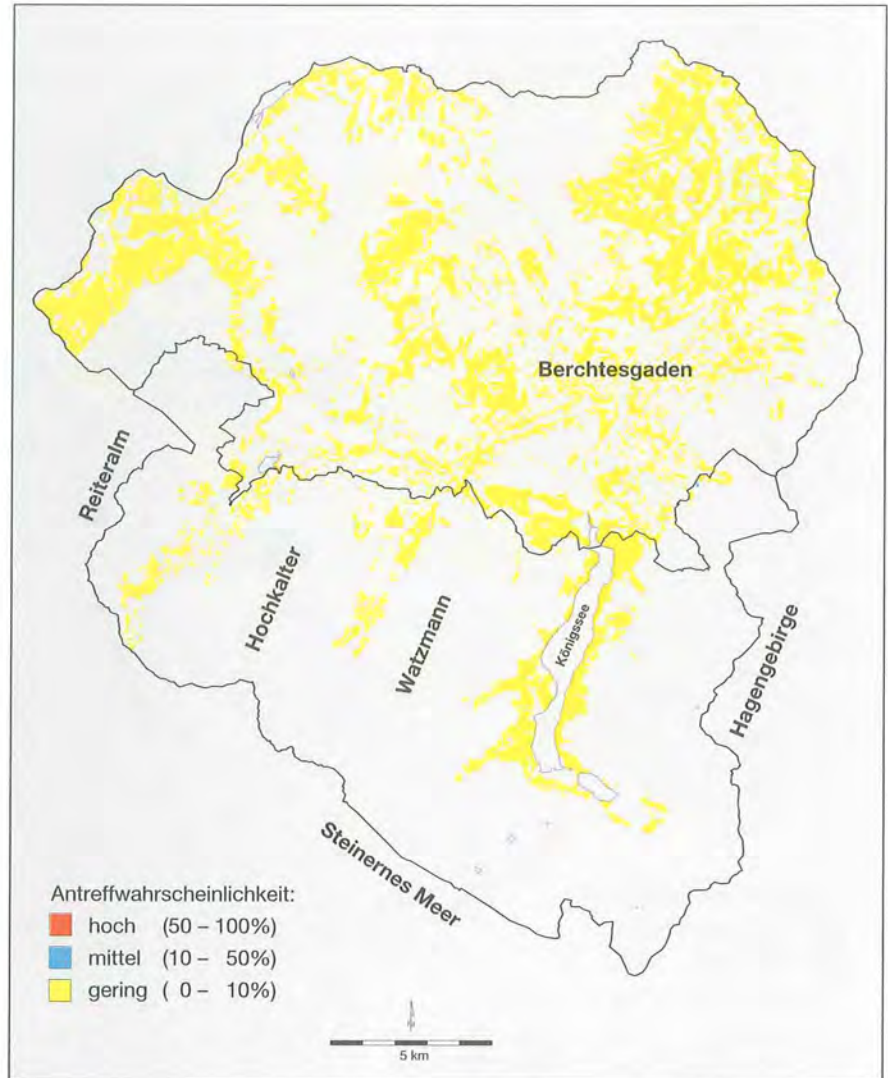 Berchtesgaden
Reiteralm
Hochkalter
Watzmann
Königssee
Hagengebirge
Steinernes Meer
Antreffwahrscheinlichkeit:
hoch (50 – 100%)
mittel (10 – 50%)
gering ( 0 – 10%)
5 km